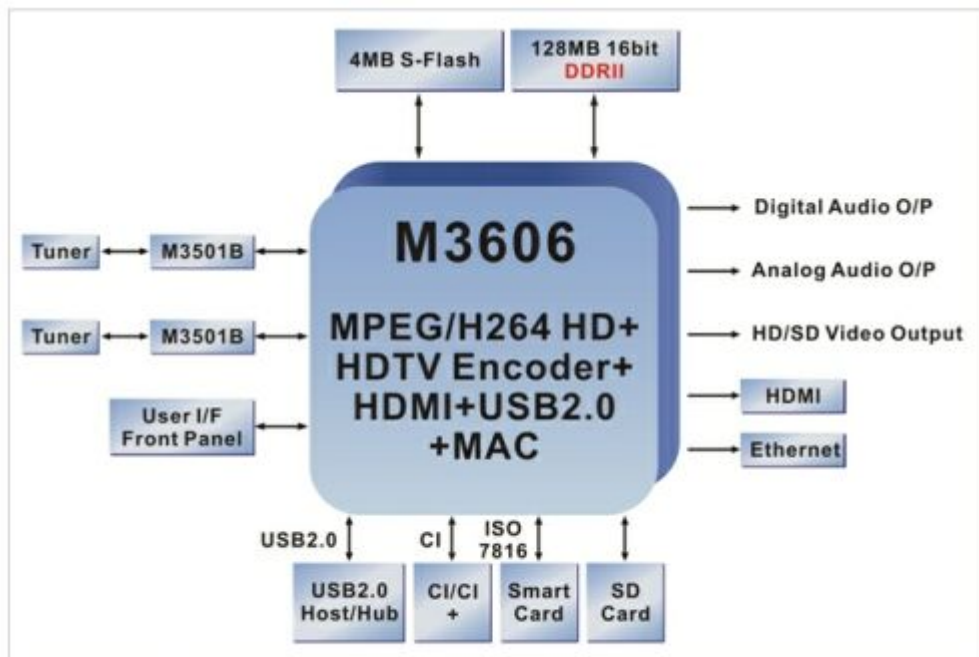 4MB S-Flash
128MB 16bit
DDRII
M3606
MPEG/H264 HD+
HDTV Encoder+
HDMI+USB2.0
+MAC
Tuner
M3501B
Tuner
M3501B
User I/F
Front Panel
Digital Audio O/P
Analog Audio O/P
HD/SD Video Output
HDMI
Ethernet
USB2.0
CI
ISO
7816
USB2.0
Host/Hub
CI/CI
+
Smart
Card
SD
Card